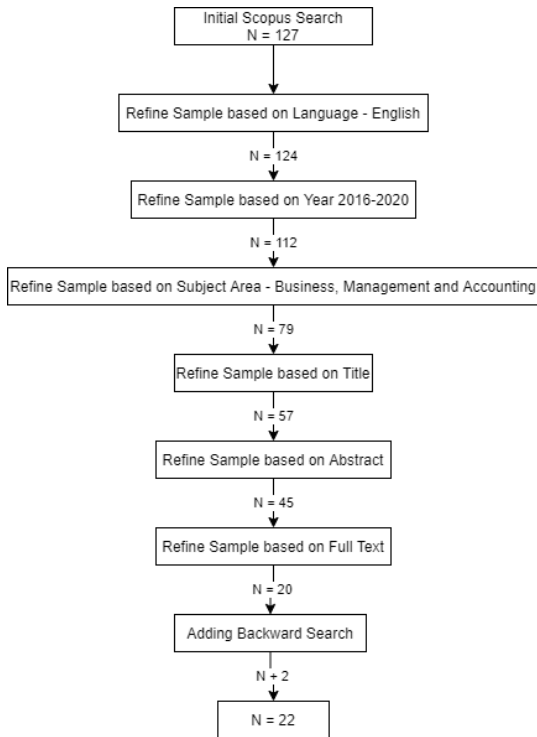 Initial Scopus Search
N = 127
Refine Sample based on Language - English
N = 124
Refine Sample based on Year 2016-2020
N = 112
Refine Sample based on Subject Area - Business, Management and Accounting
N = 79
Refine Sample based on Title
N = 57
Refine Sample based on Abstract
N = 45
Refine Sample based on Full Text
N = 20
Adding Backward Search
N + 2
N = 22